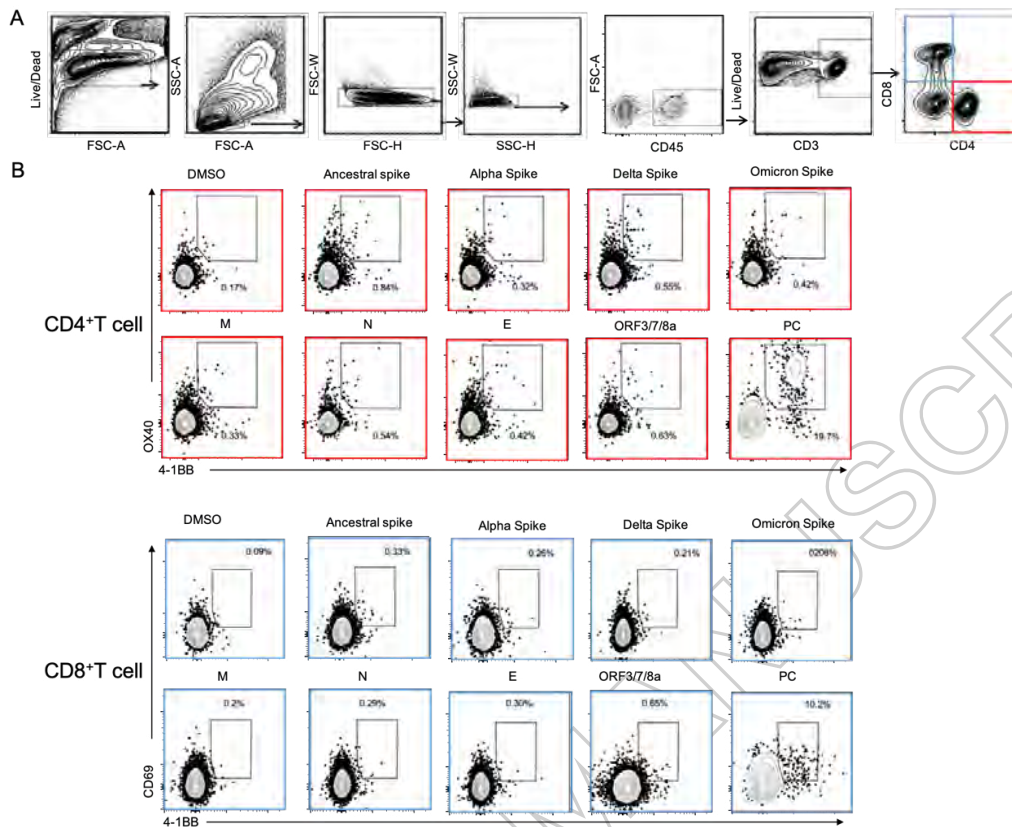 A
Live/Dead
FSC-A
SSC-A
FSC-A
FSC-W
FSC-H
SSC-W
SSC-H
FSC-A
CD45
Live/Dead
CD3
CD8
CD4
B
DMSO
Ancestral spike
Alpha Spike
Delta Spike
Omicron Spike
0.17%
0.84%
0.32%
0.55%
0.42%
CD4+T cell
M
N
E
ORF3/7/8a
PC
0.33%
0.54%
0.42%
0.63%
19.7%
OX40
4-1BB
DMSO
Ancestral spike
Alpha Spike
Delta Spike
Omicron Spike
0.09%
0.33%
0.26%
0.21%
0208%
CD8+T cell
M
N
E
ORF3/7/8a
PC
0.2%
0.29%
0.30%
0.65%
10.2%
CD69
4-1BB